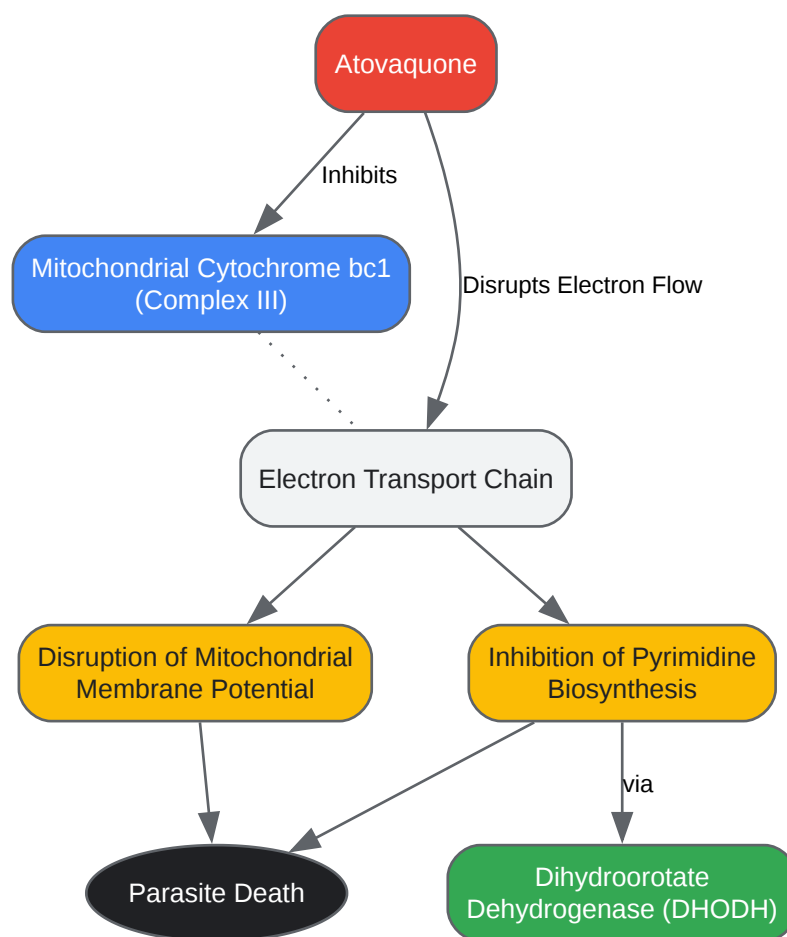 Atovaquone
Inhibits
Mitochondrial Cytochrome bc1
(Complex III)
Disrupts Electron Flow
Electron Transport Chain
Disruption of Mitochondrial
Membrane Potential
Inhibition of Pyrimidine
Biosynthesis
via
Parasite Death
Dihydroorotate
Dehydrogenase (DHODH)